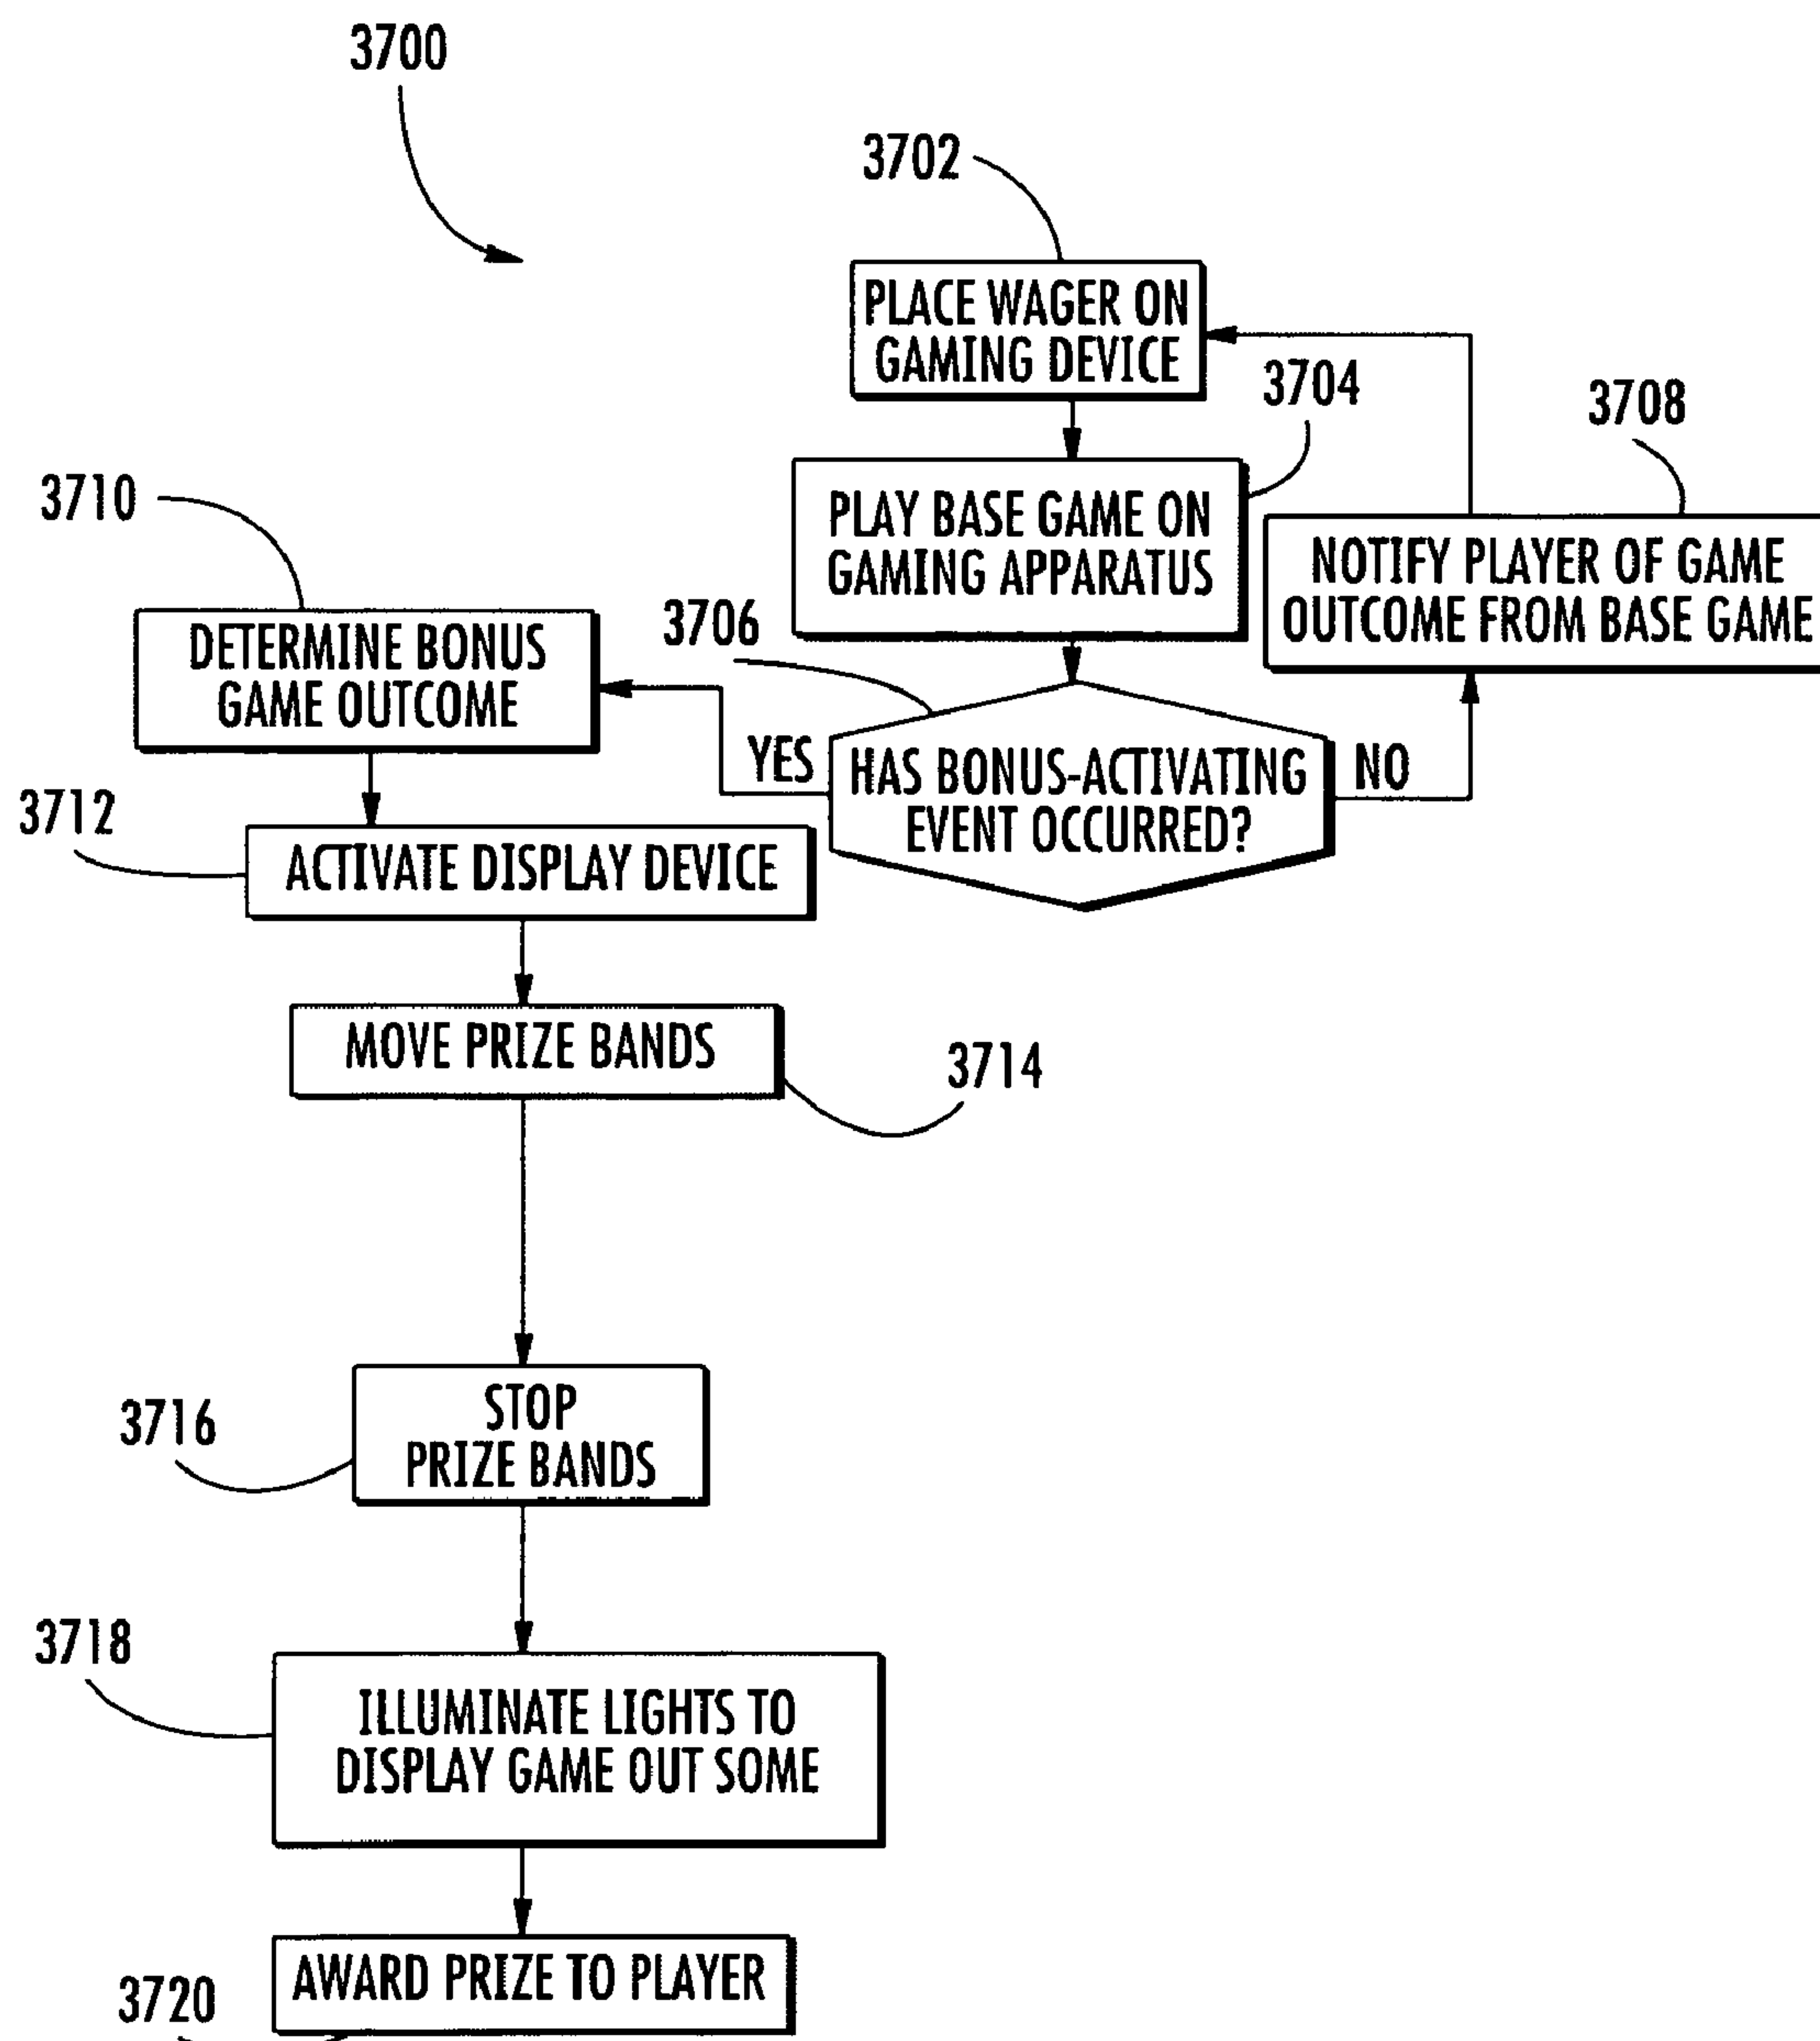 3700
3702
PLACE WAGER ON
GAMING DEVICE
3704
PLAY BASE GAME ON
GAMING APPARATUS
3708
NOTIFY PLAYER OF GAME
OUTCOME FROM BASE GAME
3706
HAS BONUS-ACTIVATING
EVENT OCCURRED?
YES
NO
3710
DETERMINE BONUS
GAME OUTCOME
3712
ACTIVATE DISPLAY DEVICE
MOVE PRIZE BANDS
3714
3716
STOP
PRIZE BANDS
3718
ILLUMINATE LIGHTS TO
DISPLAY GAME OUT SOME
AWARD PRIZE TO PLAYER
3720